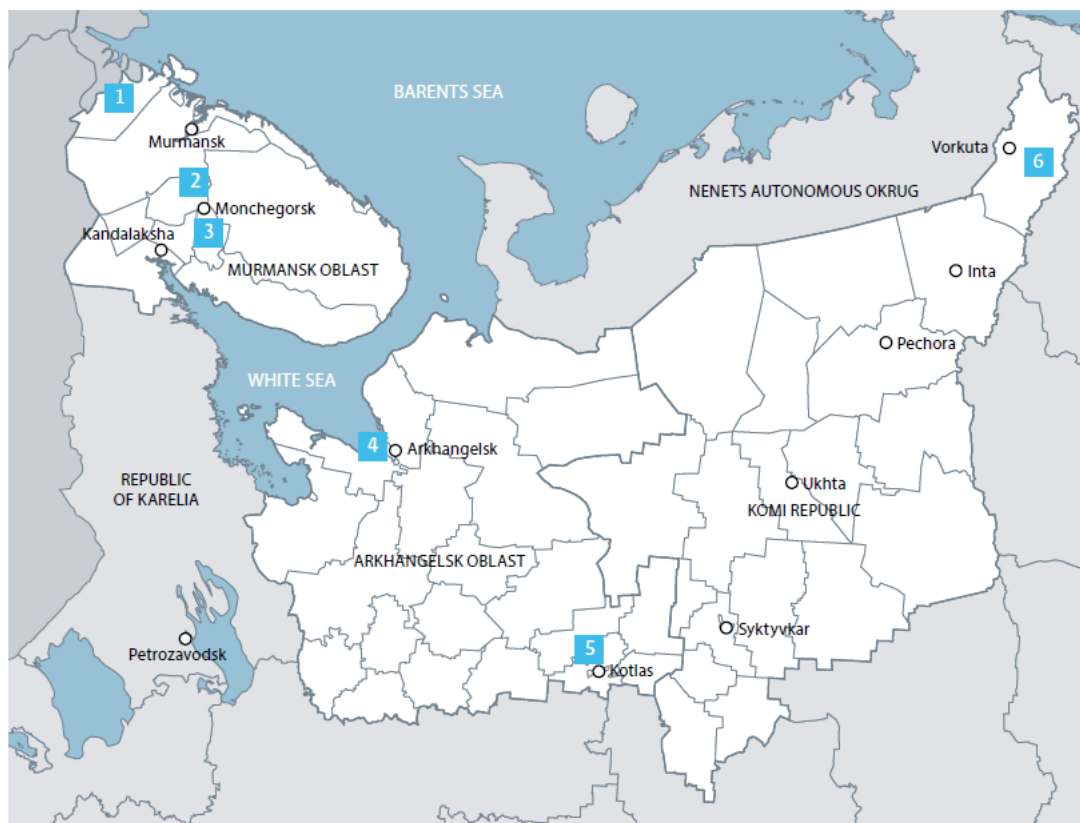 BARENTS SEA
1
Murmansk
Vorkuta
6
2
NENETS AUTONOMOUS OKRUG
Monchegorsk
3
Kandalaksha
MURMANSK OBLAST
Inta
Pechora
WHITE SEA
4
Arkhangelsk
REPUBLIC
OF KARELIA
Ukhta
KOMI REPUBLIC
ARKHANGELSK OBLAST
Syktyvkar
Petrozavodsk
5
Kotlas